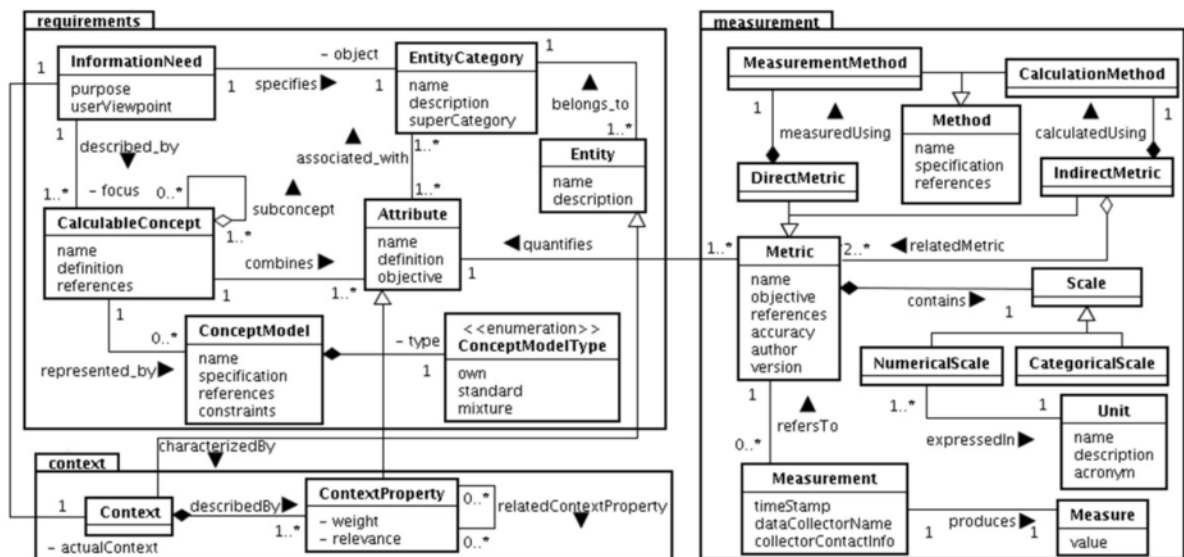 requirements
InformationNeed
purpose
userViewpoint
1
1
1
- object
specifies
1
EntityCategory
name
description
superCategory
1
belongs_to
1..*
Entity
name
description
described_by
1..*
- focus
0..*
subconcept
1..*
associated_with
1..*
1..*
CalculableConcept
name
definition
references
combines
1
1..*
Attribute
name
definition
objective
quantifies
1
1
0..*
represented_by
ConceptModel
name
specification
references
constraints
- type
1
<<enumeration>>
ConceptModelType
own
standard
mixture
characterizedBy
context
1
Context
- actualContext
describedBy
1..*
ContextProperty
- weight
- relevance
0..*
0..*
relatedContextProperty
measurement
MeasurementMethod
CalculationMethod
1
measuredUsing
Method
name
specification
references
calculatedUsing
1
DirectMetric
IndirectMetric
1..*
Metric
name
objective
references
accuracy
author
version
2..*
relatedMetric
contains
1
Scale
NumericalScale
CategoricalScale
1..*
expressedIn
1
Unit
name
description
acronym
1
refersTo
0..*
Measurement
timeStamp
dataCollectorName
collectorContactInfo
1
produces
1
Measure
value